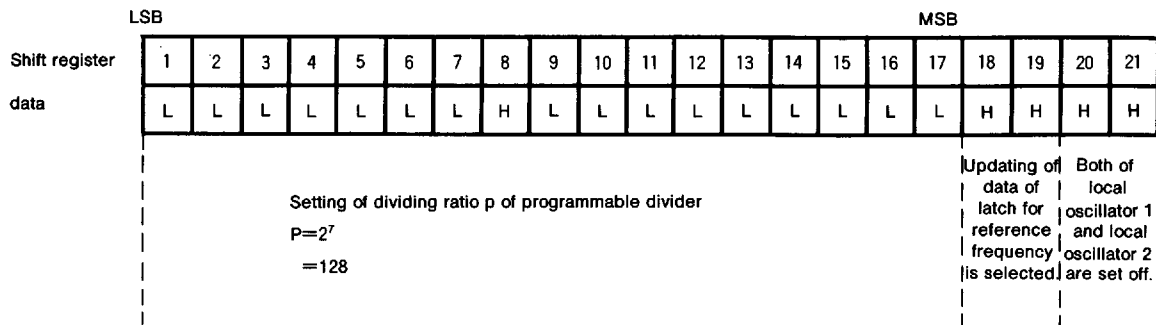 LSB MSB
Shift register 1 2 3 4 5 6 7 8 9 10 11 12 13 14 15 16 17 18 19 20 21
data L L L L L L L H L L L L L L L L L H H H H
Setting of dividing ratio p of programmable divider
P=2⁷
=128
Updating of
data of
latch for
reference
frequency
is selected.
Both of
local
oscillator 1
and local
oscillator 2
are set off.